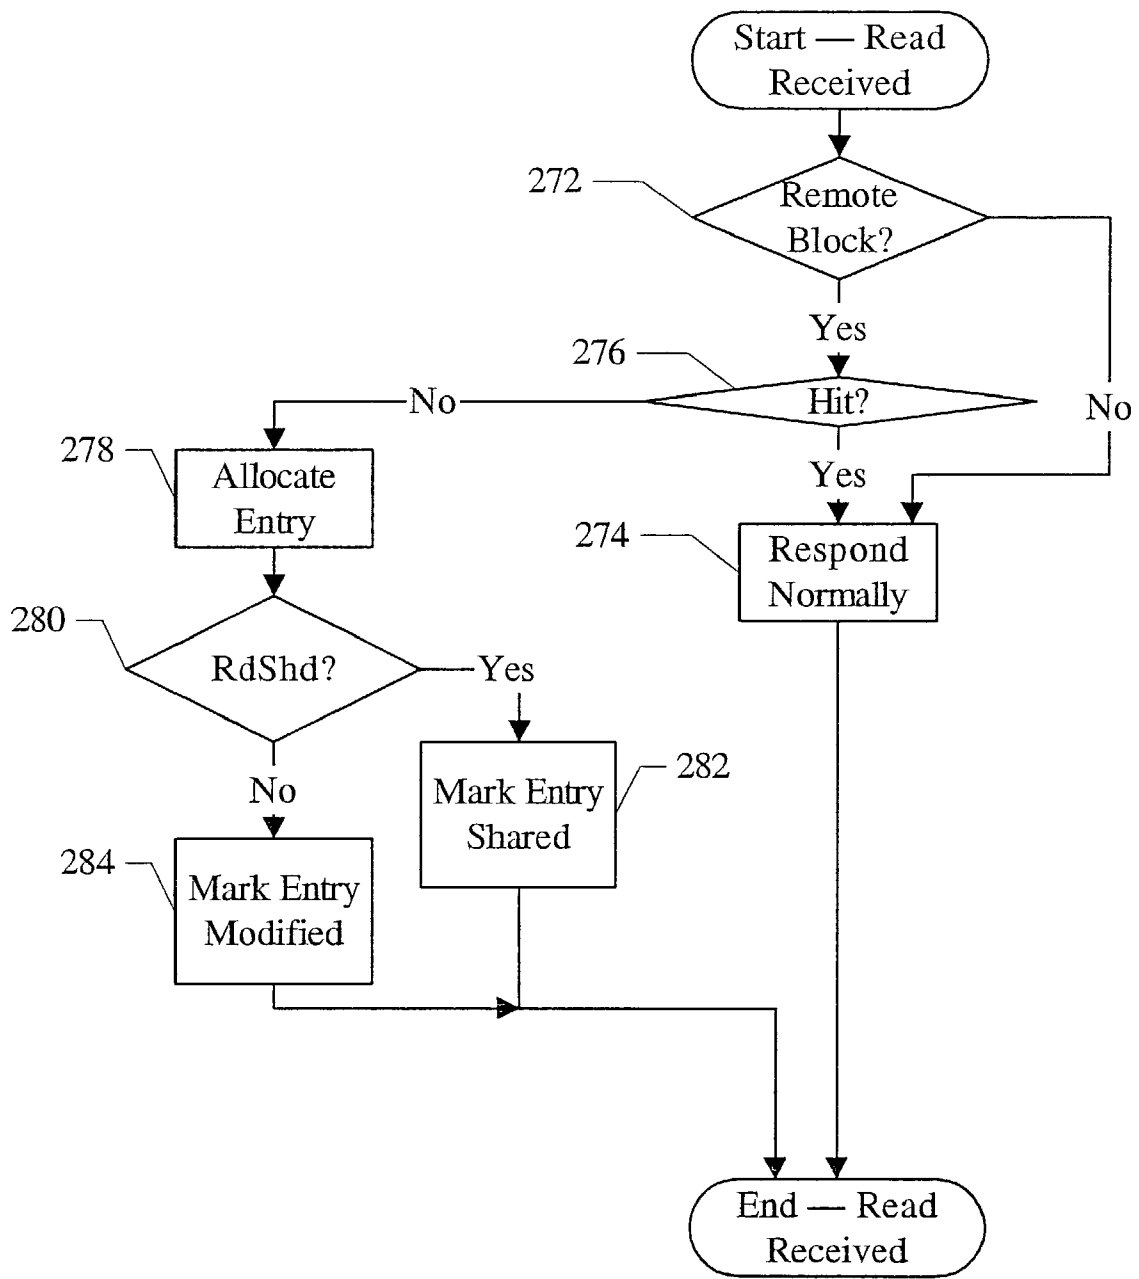 Start — Read
Received
272
Remote
Block?
Yes
276
Hit?
No
No
278
Allocate
Entry
Yes
274
Respond
Normally
280
RdShd?
Yes
No
282
Mark Entry
Shared
284
Mark Entry
Modified
End — Read
Received